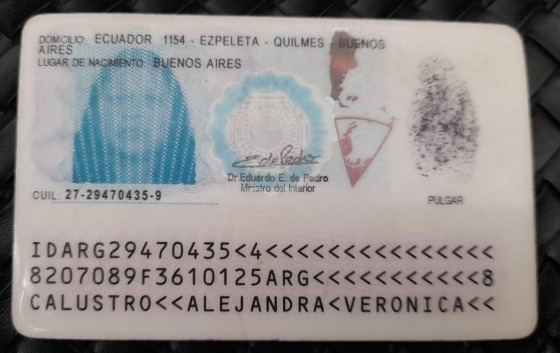 DOMICILIO: ECUADOR 1154 - EZPELETA - QUILMES - BUENOS
AIRES
LUGAR DE NACIMIENTO: BUENOS AIRES
Dr. Eduardo E. de Pedro
Ministro del Interior
CUIL: 27-29470435-9
PULGAR
IDARG29470435<4<<<<<<<<<<<<<<<
8207089F3610125ARG<<<<<<<<<<<8
CALUSTRO<<ALEJANDRA<VERONICA<<